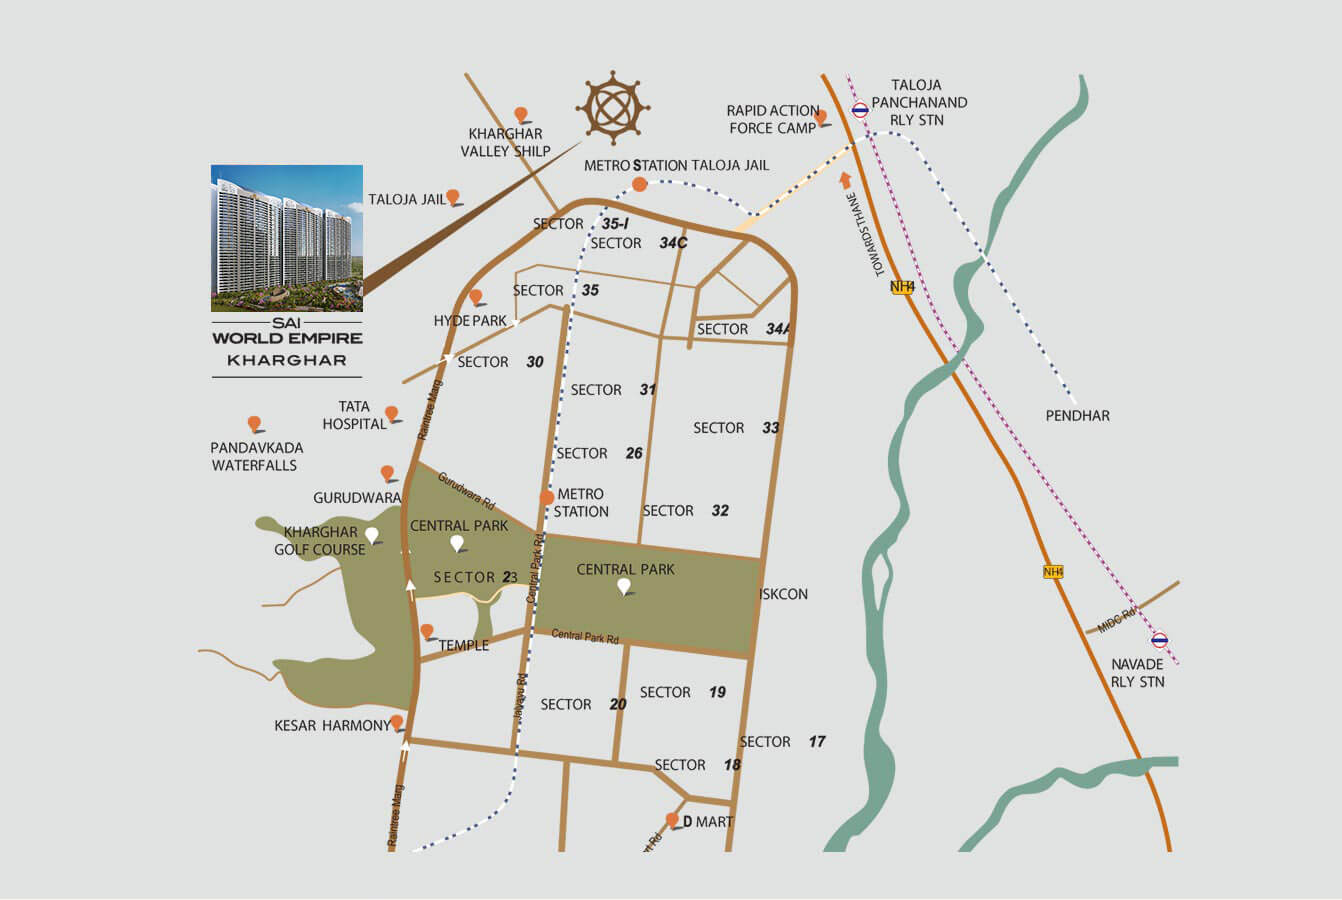 TALOJA
PANCHANAND
RLY STN
RAPID ACTION
FORCE CAMP
KHARGHAR
VALLEY SHILP
METRO STATION TALOJA JAIL
TALOJA JAIL
TOWARDS THANE
SECTOR 35-I
SECTOR 34C
NH4
SECTOR 35
HYDE PARK
SECTOR 34A
SAI
WORLD EMPIRE
KHARGHAR
SECTOR 30
Raintree Marg
SECTOR 31
TATA
HOSPITAL
SECTOR 33
PENDHAR
PANDAVKADA
WATERFALLS
SECTOR 26
GURUDWARA
Gurudwara Rd
METRO
STATION
SECTOR 32
KHARGHAR
GOLF COURSE
CENTRAL PARK
SECTOR 23
Central Park Rd
CENTRAL PARK
NH4
ISKCON
MIDC Rd
TEMPLE
Central Park Rd
NAVADE
RLY STN
Jalvayu Rd
SECTOR 20
SECTOR 19
KESAR HARMONY
SECTOR 17
SECTOR 18
Raintree Marg
D MART
Rd